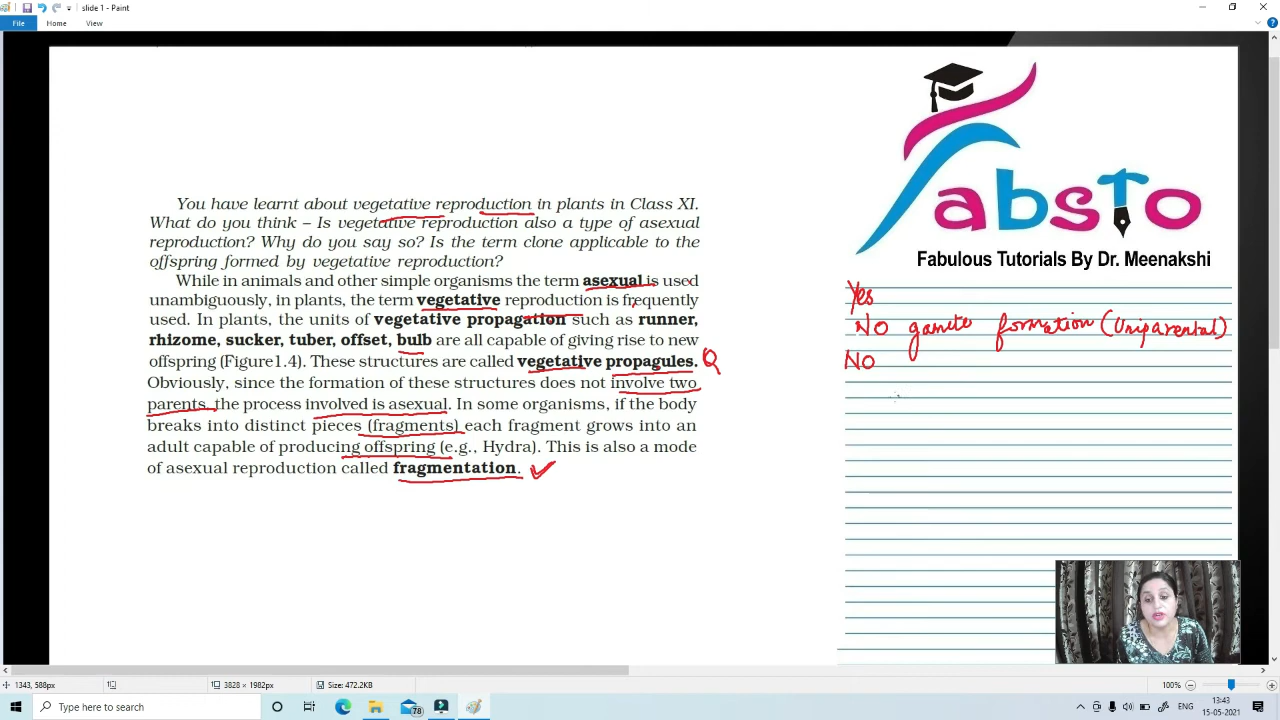 slide 1 - Paint
File
Home
View
absto
Fabulous Tutorials By Dr. Meenakshi
You have learnt about vegetative reproduction in plants in Class XI.
What do you think – Is vegetative reproduction also a type of asexual
reproduction? Why do you say so? Is the term clone applicable to the
offspring formed by vegetative reproduction?
While in animals and other simple organisms the term asexual is used
unambiguously, in plants, the term vegetative reproduction is frequently
used. In plants, the units of vegetative propagation such as runner,
rhizome, sucker, tuber, offset, bulb are all capable of giving rise to new
offspring (Figure1.4). These structures are called vegetative propagules. Q
Obviously, since the formation of these structures does not involve two
parents, the process involved is asexual. In some organisms, if the body
breaks into distinct pieces (fragments) each fragment grows into an
adult capable of producing offspring (e.g., Hydra). This is also a mode
of asexual reproduction called fragmentation.
Yes
No gamete formation (Uniparental)
No
1343, 588px
3828 × 1982px
Size: 472.2KB
100%
Type here to search
78
ENG
13:43
15-05-2021